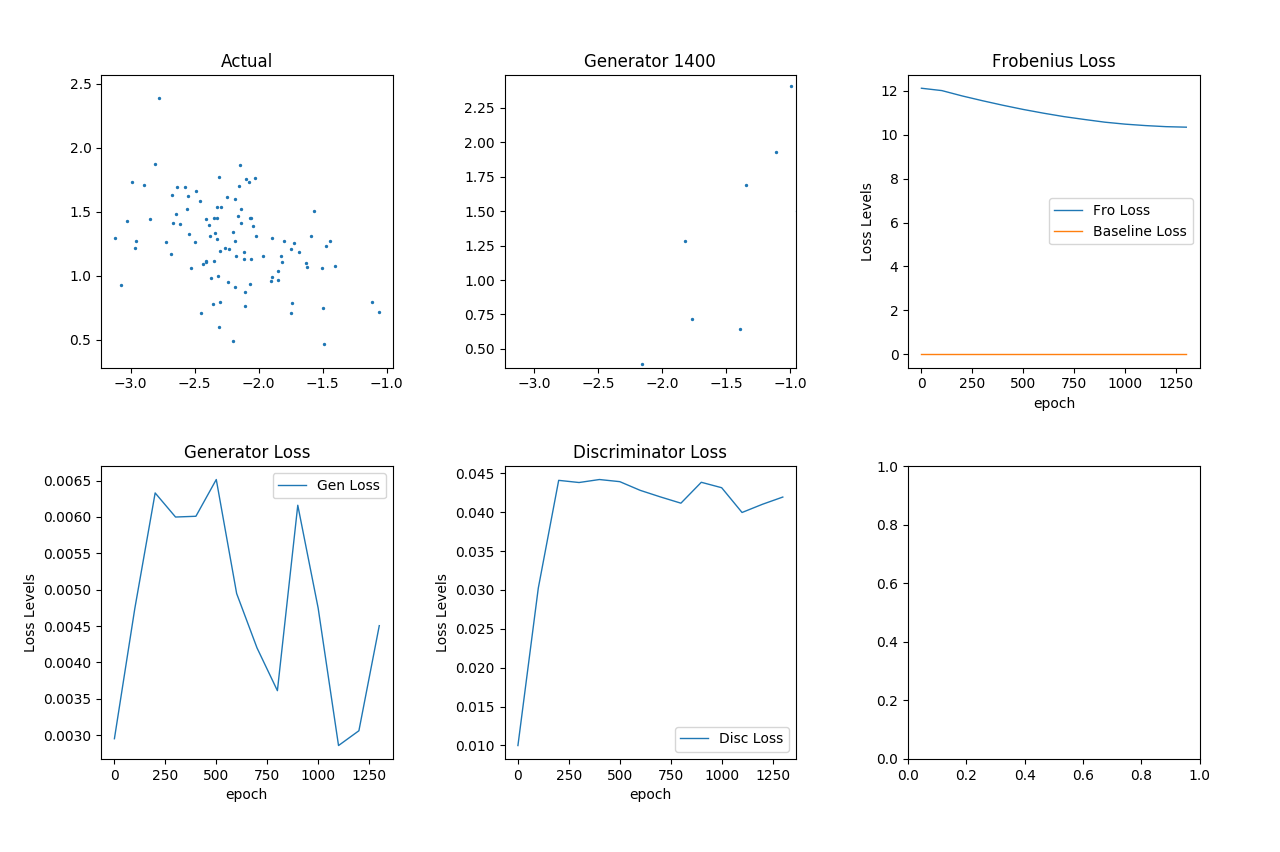 Actual
2.5
2.0
1.5
1.0
0.5
−3.0 −2.5 −2.0 −1.5 −1.0
Generator 1400
2.25
2.00
1.75
1.50
1.25
1.00
0.75
0.50
−3.0 −2.5 −2.0 −1.5 −1.0
Frobenius Loss
12
10
8
6
4
2
0
Loss Levels
Fro Loss
Baseline Loss
0 250 500 750 1000 1250
epoch
Generator Loss
0.0065
0.0060
0.0055
0.0050
0.0045
0.0040
0.0035
0.0030
Loss Levels
Gen Loss
0 250 500 750 1000 1250
epoch
Discriminator Loss
0.045
0.040
0.035
0.030
0.025
0.020
0.015
0.010
Loss Levels
Disc Loss
0 250 500 750 1000 1250
epoch
1.0
0.8
0.6
0.4
0.2
0.0
0.0 0.2 0.4 0.6 0.8 1.0